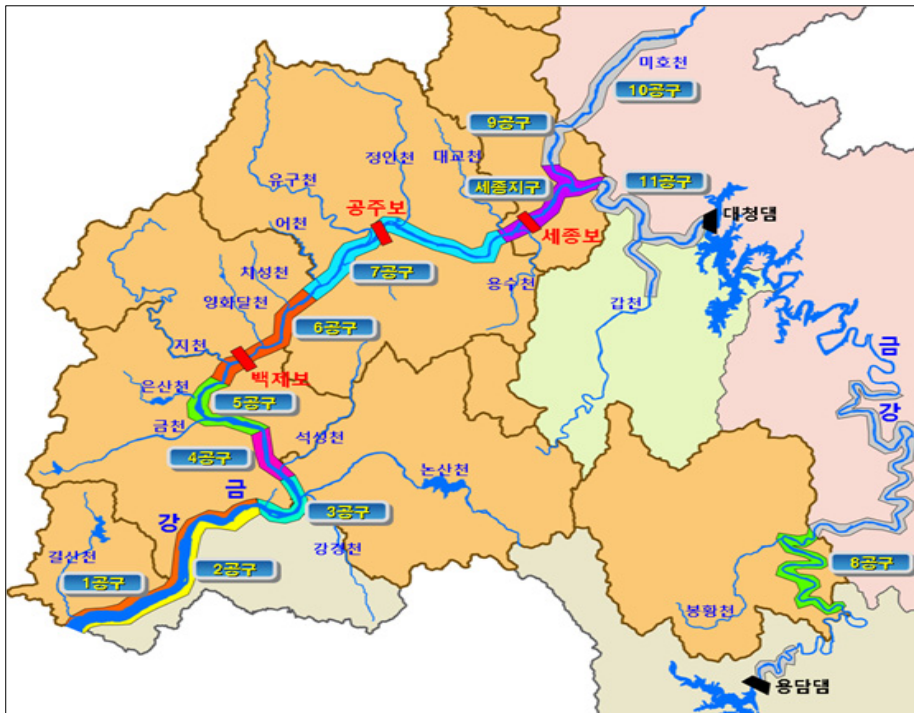 미호천
10공구
9공구
정안천
대교천
유구천
세종지구
11공구
공주보
대청댐
어천
세종보
7공구
치성천
용수천
갑천
영화달천
6공구
지천
금
백제보
은산천
5공구
강
금천
석성천
4공구
논산천
금
3공구
강
강경천
결산천
2공구
8공구
1공구
봉황천
용담댐